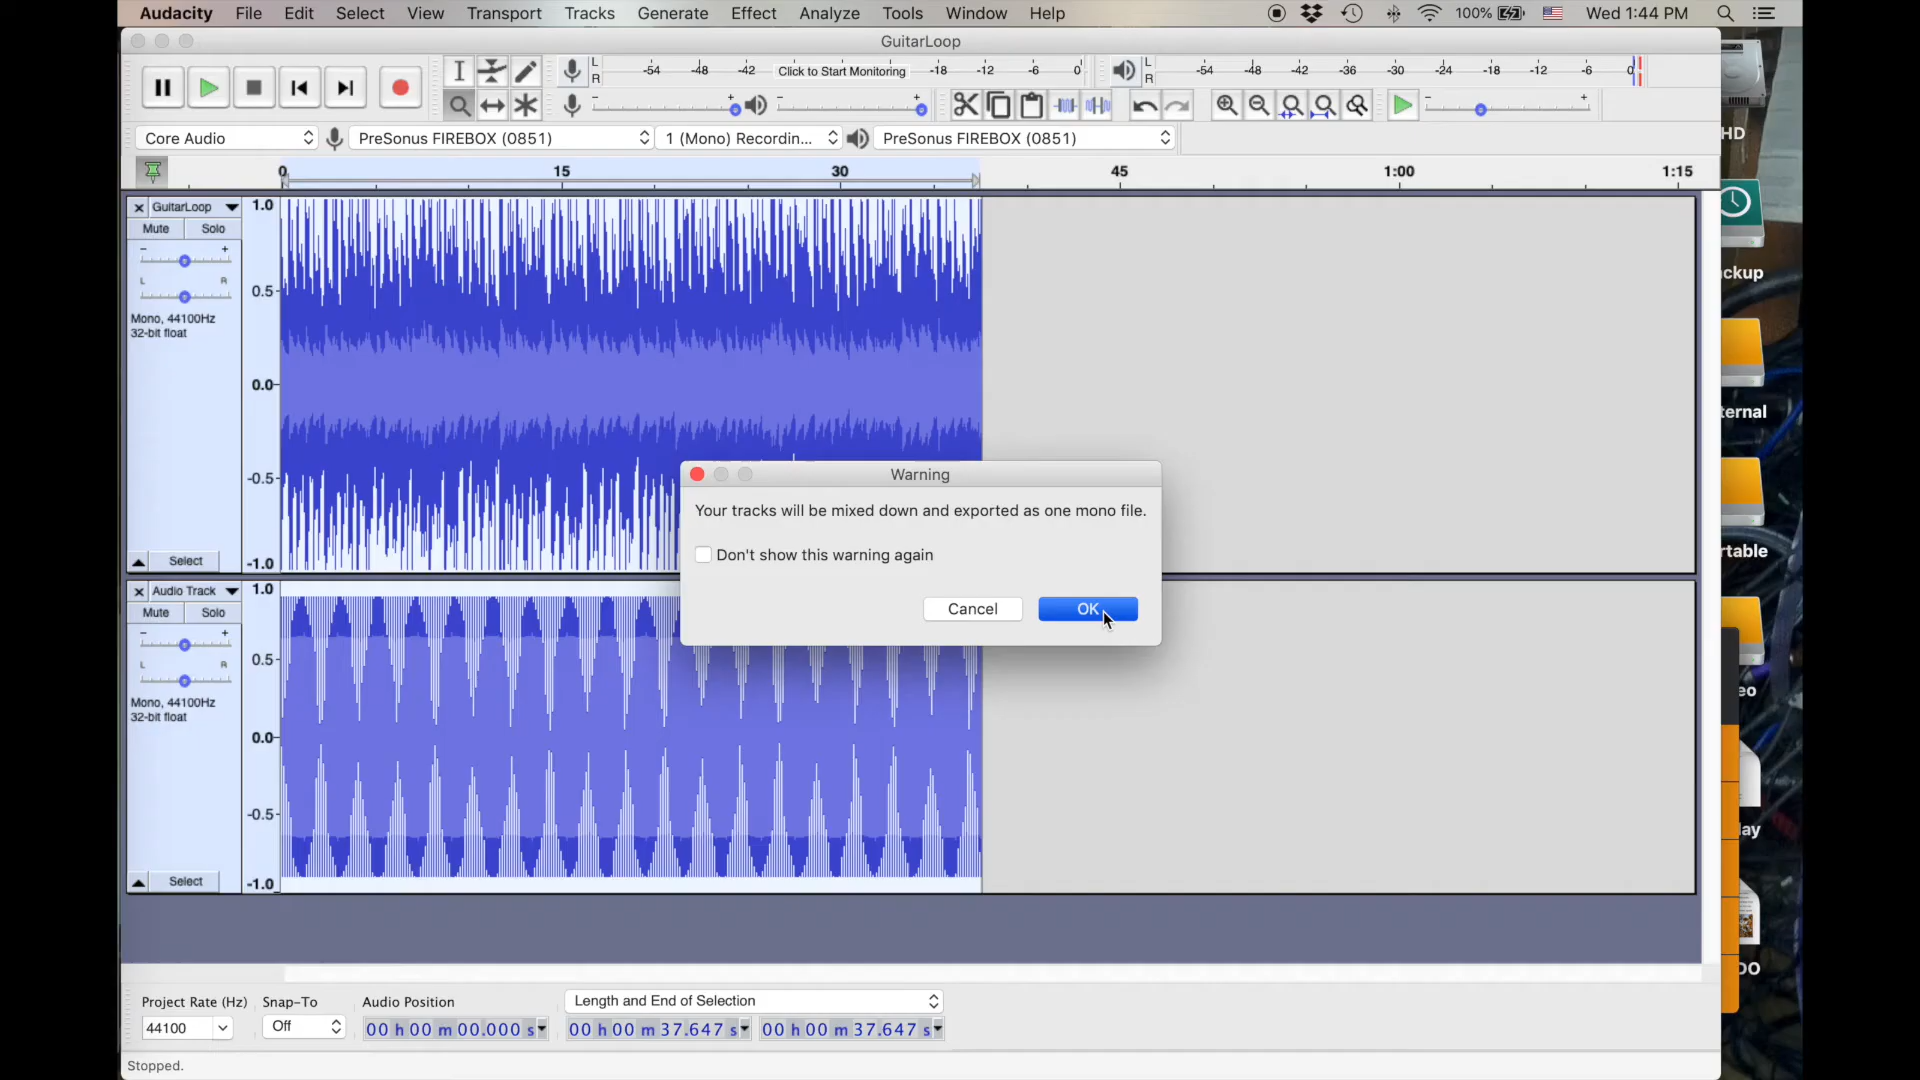 Audacity File Edit Select View Transport Tracks Generate Effect Analyze Tools Window Help 100% Wed 1:44 PM
GuitarLoop
L
R
-54 -48 -42 Click to Start Monitoring -18 -12 -6 0
L
R
-54 -48 -42 -36 -30 -24 -18 -12 -6 0
- + - + - +
Core Audio PreSonus FIREBOX (0851) 1 (Mono) Recordin... PreSonus FIREBOX (0851)
0 15 30 45 1:00 1:15
HD
GuitarLoop
Mute Solo
- +
L R
Mono, 44100Hz
32-bit float
Select
1.0
0.5
0.0
-0.5
-1.0
ckup
ternal
Warning
Your tracks will be mixed down and exported as one mono file.
Don't show this warning again
Cancel OK
rtable
Audio Track
Mute Solo
- +
L R
Mono, 44100Hz
32-bit float
Select
1.0
0.5
0.0
-0.5
-1.0
eo
lay
DO
Project Rate (Hz) Snap-To Audio Position Length and End of Selection
44100 Off 00 h 00 m 00.000 s 00 h 00 m 37.647 s 00 h 00 m 37.647 s
Stopped.